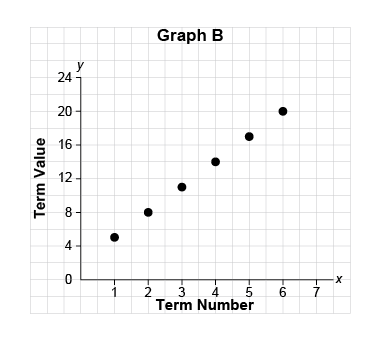 Graph B
y
24
20
16
12
8
4
0
Term Value
1 2 3 4 5 6 7 x
Term Number